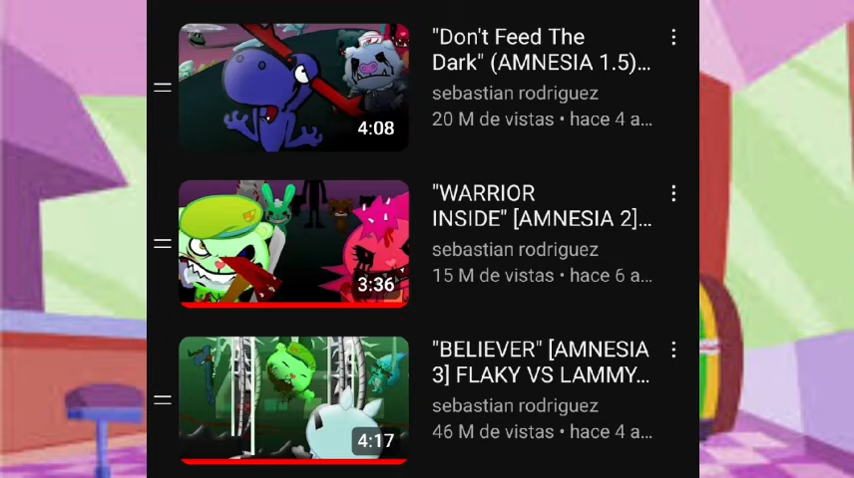 "Don't Feed The
Dark" (AMNESIA 1.5)...
sebastian rodriguez
20 M de vistas • hace 4 a...
4:08
"WARRIOR
INSIDE" [AMNESIA 2]...
sebastian rodriguez
15 M de vistas • hace 6 a...
3:36
"BELIEVER" [AMNESIA
3] FLAKY VS LAMMY...
sebastian rodriguez
46 M de vistas • hace 4 a...
4:17